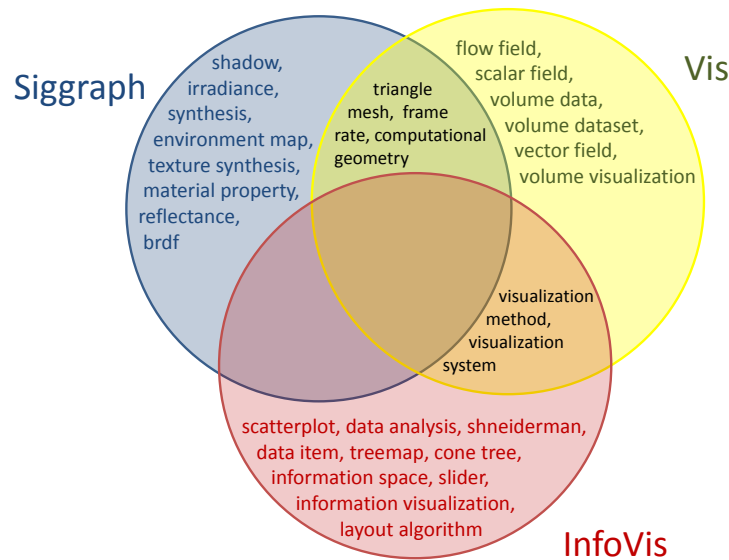 Siggraph
shadow,
irradiance,
synthesis,
environment map,
texture synthesis,
material property,
reflectance,
brdf
triangle
mesh, frame
rate, computational
geometry
flow field,
scalar field,
volume data,
volume dataset,
vector field,
volume visualization
Vis
visualization
method,
visualization
system
scatterplot, data analysis, shneiderman,
data item, treemap, cone tree,
information space, slider,
information visualization,
layout algorithm
InfoVis